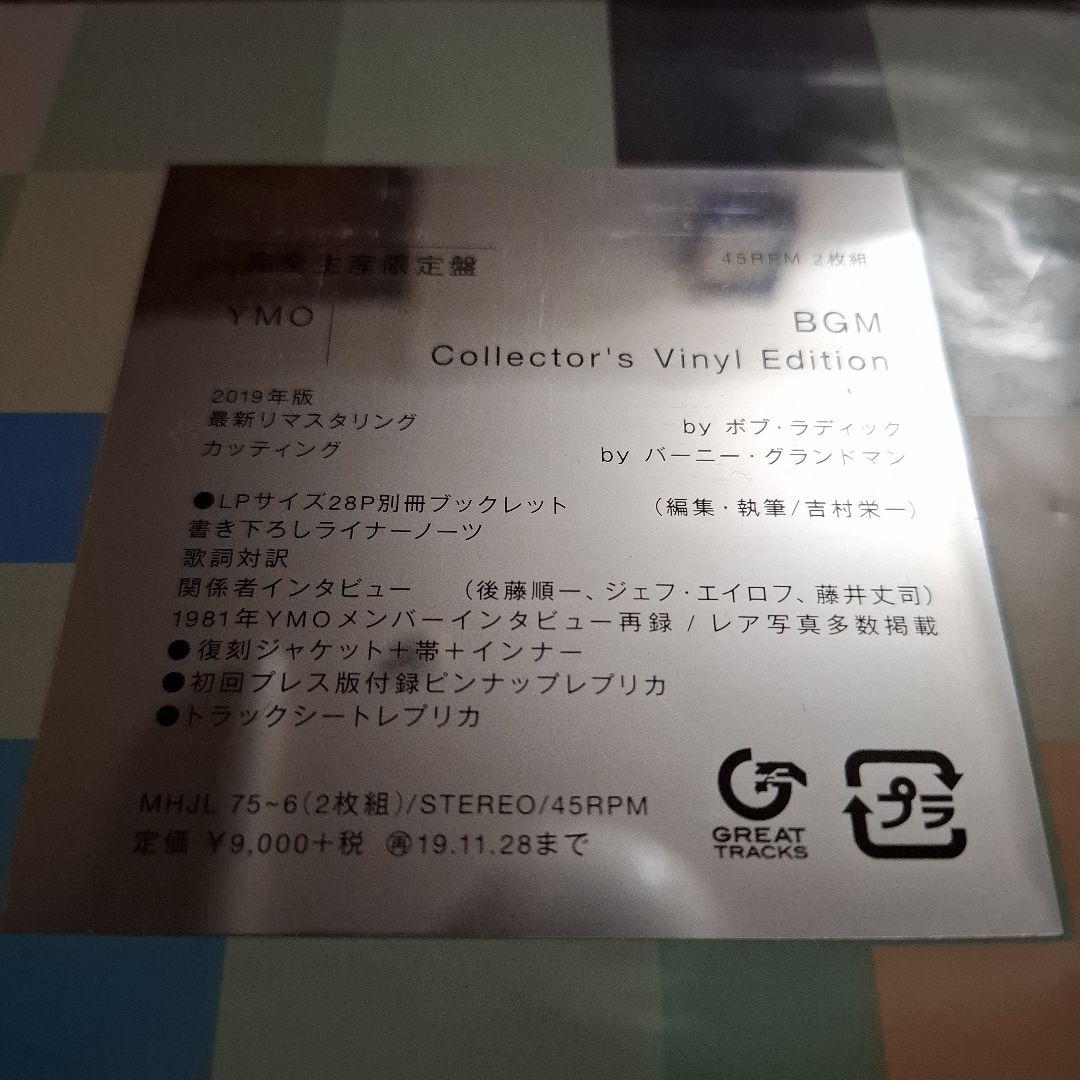 完全生産限定盤 45RPM 2枚組
YMO BGM
Collector's Vinyl Edition
2019年版
最新リマスタリング by ボブ・ラディック
カッティング by バーニー・グランドマン
●LPサイズ28P別冊ブックレット (編集・執筆/吉村栄一)
書き下ろしライナーノーツ
歌詞対訳
関係者インタビュー (後藤順一、ジェフ・エイロフ、藤井丈司)
1981年YMOメンバーインタビュー再録 / レア写真多数掲載
●復刻ジャケット+帯+インナー
●初回プレス版付録ピンナップレプリカ
●トラックシートレプリカ
MHJL 75~6(2枚組)/STEREO/45RPM
定価 ¥9,000+税 ㊞19.11.28まで
GREAT
TRACKS
プラ